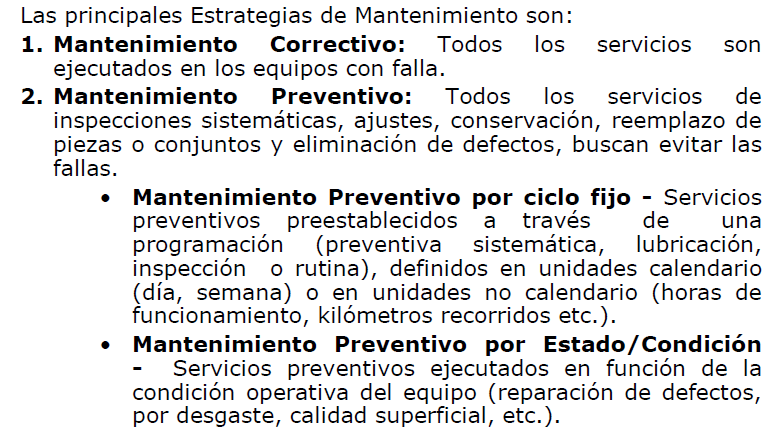 Las principales Estrategias de Mantenimiento son:
1. Mantenimiento Correctivo: Todos los servicios son
ejecutados en los equipos con falla.
2. Mantenimiento Preventivo: Todos los servicios de
inspecciones sistemáticas, ajustes, conservación, reemplazo de
piezas o conjuntos y eliminación de defectos, buscan evitar las
fallas.
• Mantenimiento Preventivo por ciclo fijo - Servicios
preventivos preestablecidos a través de una
programación (preventiva sistemática, lubricación,
inspección o rutina), definidos en unidades calendario
(día, semana) o en unidades no calendario (horas de
funcionamiento, kilómetros recorridos etc.).
• Mantenimiento Preventivo por Estado/Condición
- Servicios preventivos ejecutados en función de la
condición operativa del equipo (reparación de defectos,
por desgaste, calidad superficial, etc.).